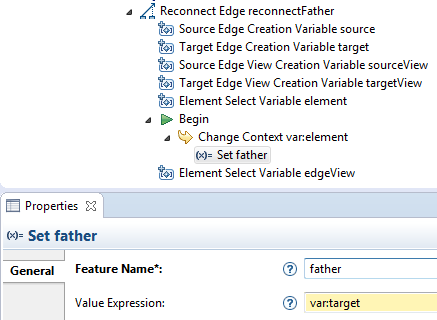 Reconnect Edge reconnectFather
Source Edge Creation Variable source
Target Edge Creation Variable target
Source Edge View Creation Variable sourceView
Target Edge View Creation Variable targetView
Element Select Variable element
Begin
Change Context var:element
(x)= Set father
Element Select Variable edgeView
Properties
(x)= Set father
General
Feature Name*: ? father
Value Expression: ? var:target